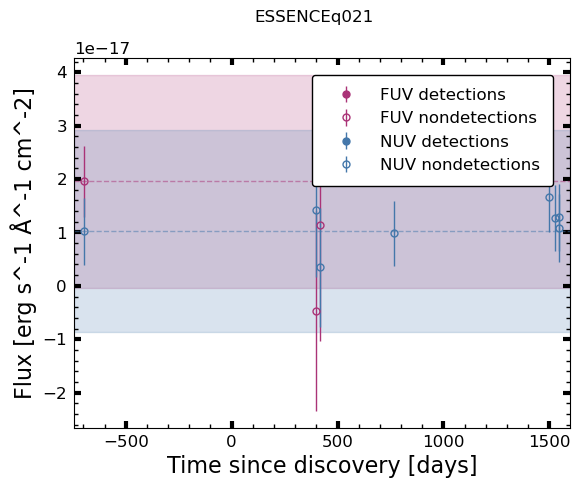 ESSENCEq021
1e−17
FUV detections
FUV nondetections
NUV detections
NUV nondetections
4
3
2
1
0
−1
−2
Flux [erg s^-1 Å^-1 cm^-2]
−500
0
500
1000
1500
Time since discovery [days]